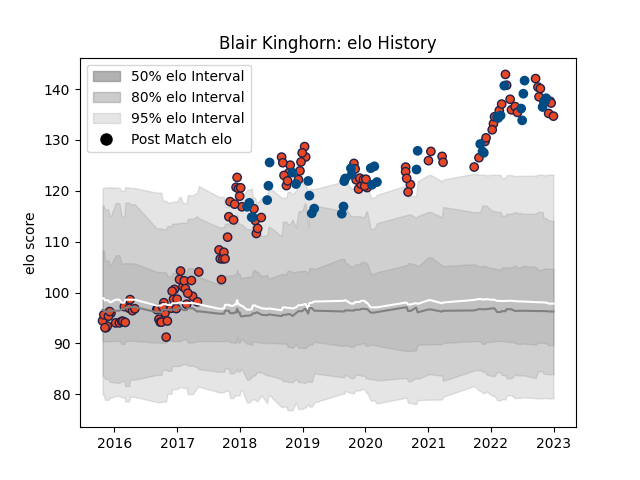 Blair Kinghorn: elo History
50% elo Interval
80% elo Interval
95% elo Interval
Post Match elo
elo score
140
130
120
110
100
90
80
2016 2017 2018 2019 2020 2021 2022 2023